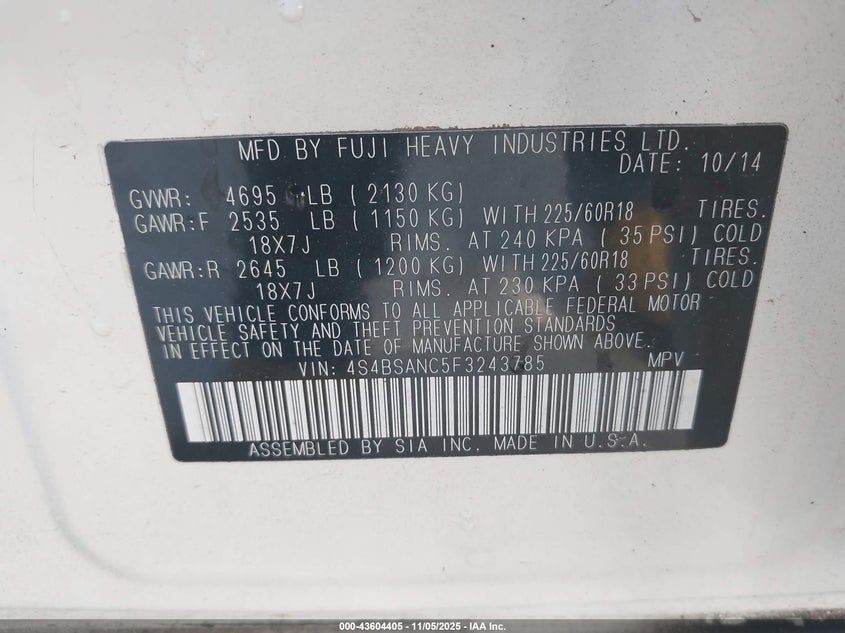 MFD BY FUJI HEAVY INDUSTRIES LTD.
DATE: 10/14
GVWR: 4695 LB ( 2130 KG)
GAWR:F 2535 LB ( 1150 KG) WITH 225/60R18 TIRES.
18X7J RIMS. AT 240 KPA ( 35 PSI) COLD
GAWR:R 2645 LB ( 1200 KG) WITH 225/60R18 TIRES.
18X7J RIMS. AT 230 KPA ( 33 PSI) COLD
THIS VEHICLE CONFORMS TO ALL APPLICABLE FEDERAL MOTOR
VEHICLE SAFETY AND THEFT PREVENTION STANDARDS
IN EFFECT ON THE DATE OF MANUFACTURE SHOWN ABOVE.
VIN: 4S4BSANC5F3243785 MPV
ASSEMBLED BY SIA INC. MADE IN U.S.A.
000-43604405 - 11/05/2025 - IAA Inc.